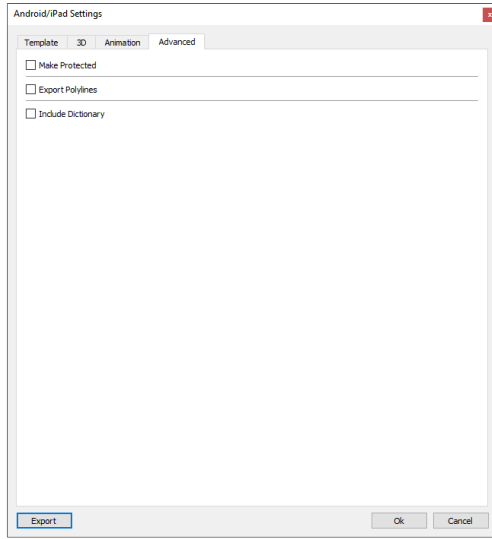 Android/iPad Settings
x
Template 3D Animation Advanced
Make Protected
Export Polylines
Include Dictionary
Export Ok Cancel